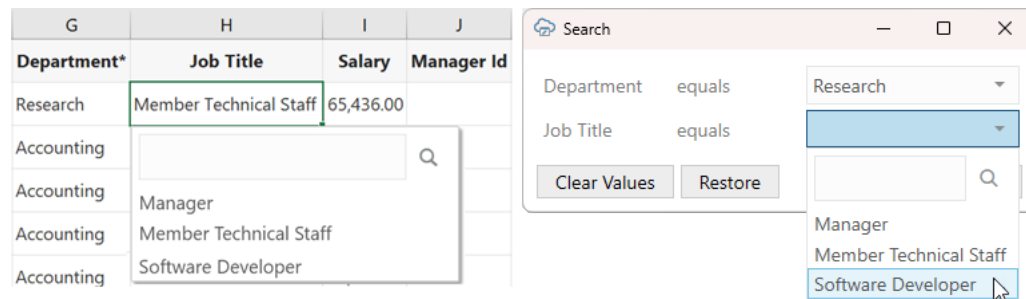 G H I J
Department* Job Title Salary Manager Id
Research Member Technical Staff 65,436.00
Accounting
Accounting
Accounting
Accounting
Manager
Member Technical Staff
Software Developer
Search
Department equals Research
Job Title equals
Clear Values Restore
Manager
Member Technical Staff
Software Developer